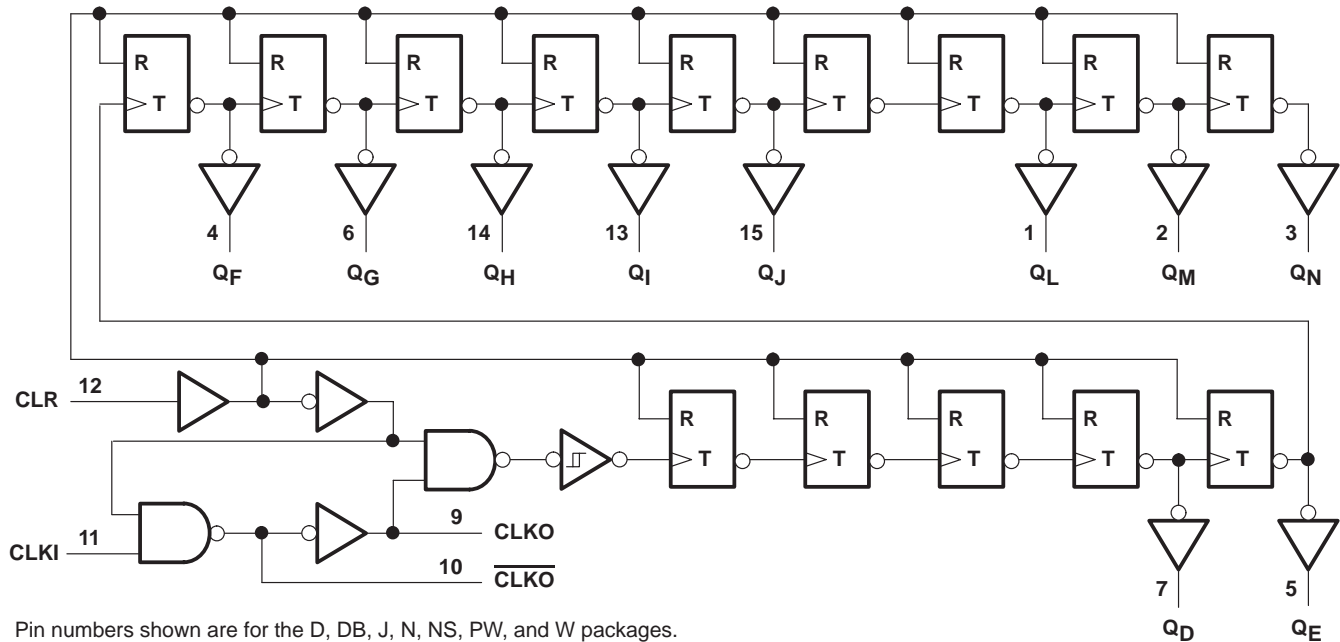 R R R R R R R R R
T T T T T T T T T
4 6 14 13 15 1 2 3
QF QG QH QI QJ QL QM QN
12
CLR
R R R R R
T T T T T
9
CLKO
11
CLKI
10
CLKO
7 5
QD QE
Pin numbers shown are for the D, DB, J, N, NS, PW, and W packages.